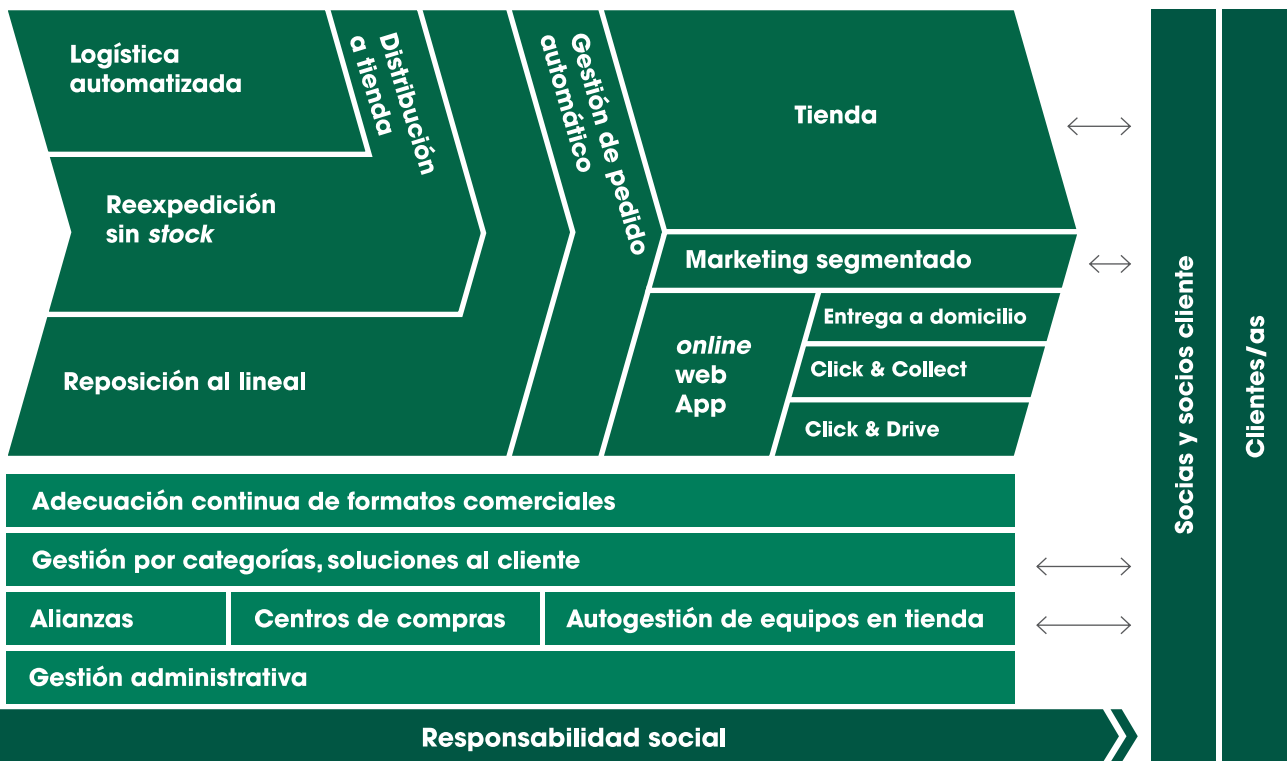 Logística
automatizada
Distribución
a tienda
Gestión de pedido
automático
Tienda
Reexpedición
sin stock
Marketing segmentado
Reposición al lineal
online
web
App
Entrega a domicilio
Click & Collect
Click & Drive
Adecuación continua de formatos comerciales
Gestión por categorías, soluciones al cliente
Alianzas
Centros de compras
Autogestión de equipos en tienda
Gestión administrativa
Responsabilidad social
Socias y socios cliente
Clientes/as